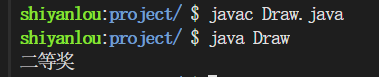 shiyanlou:project/ $ javac Draw.java
shiyanlou:project/ $ java Draw
二等奖